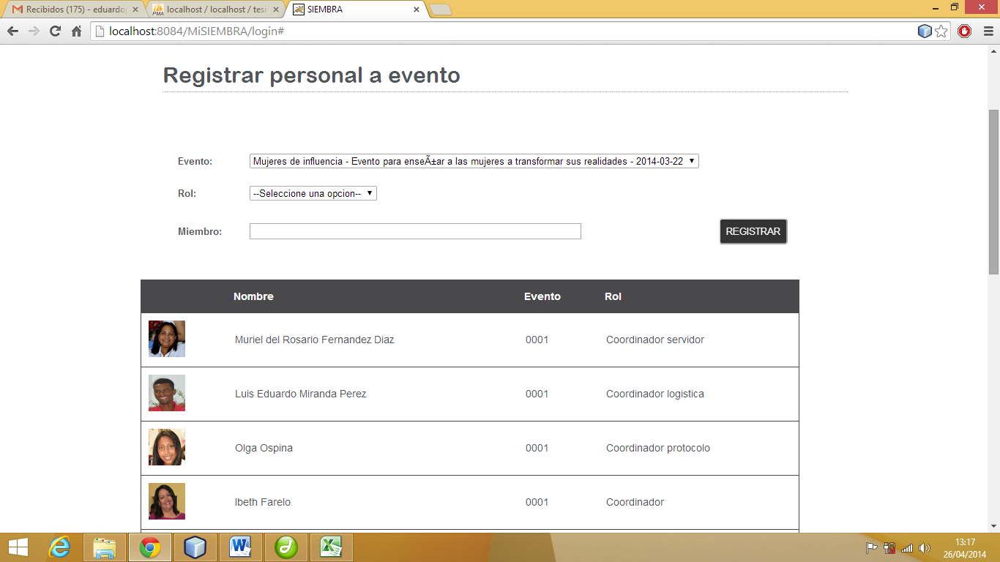 Recibidos (175) - eduardo
localhost / localhost / tesi
SIEMBRA
localhost:8084/MiSIEMBRA/login#
Registrar personal a evento
Evento: Mujeres de influencia - Evento para enseÃ±ar a las mujeres a transformar sus realidades - 2014-03-22
Rol: --Seleccione una opcion--
Miembro: REGISTRAR
Nombre Evento Rol
Muriel del Rosario Fernandez Diaz 0001 Coordinador servidor
Luis Eduardo Miranda Perez 0001 Coordinador logistica
Olga Ospina 0001 Coordinador protocolo
Ibeth Farelo 0001 Coordinador
13:17
26/04/2014